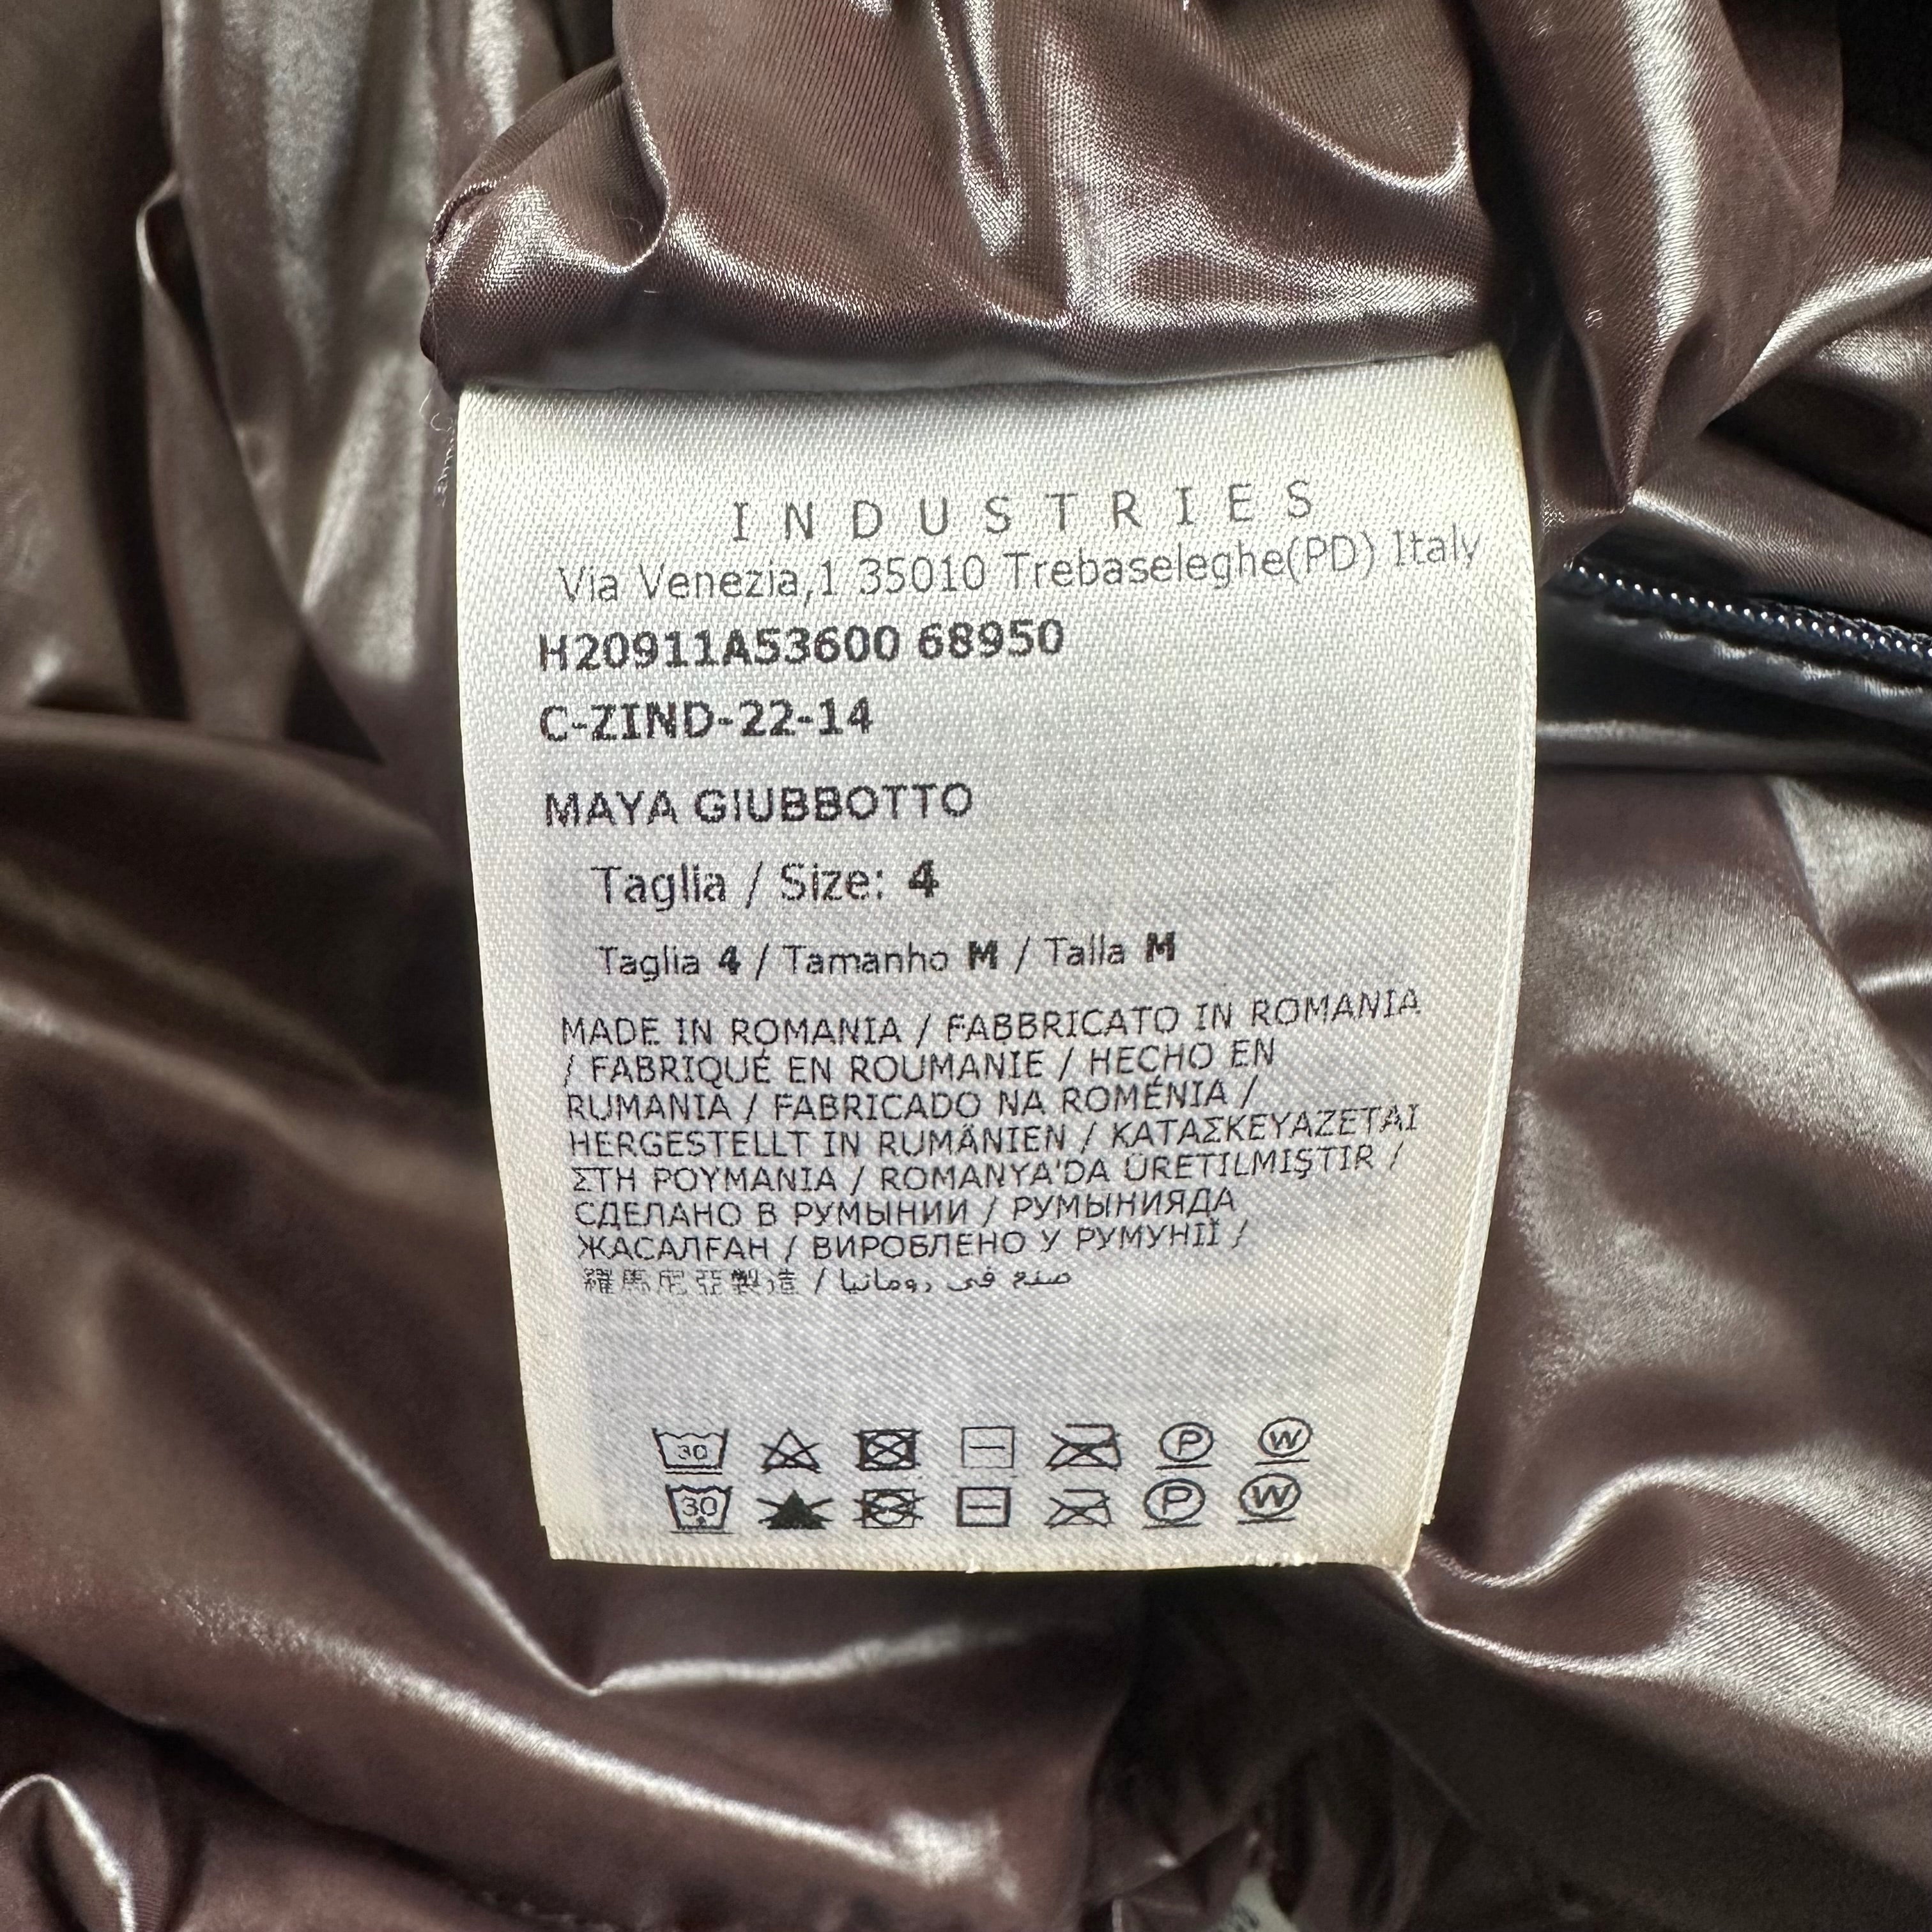 INDUSTRIES
Via Venezia,1 35010 Trebaseleghe(PD) Italy
H20911A53600 68950
C-ZIND-22-14
MAYA GIUBBOTTO
Taglia / Size: 4
Taglia 4 / Tamanho M / Talla M
MADE IN ROMANIA / FABBRICATO IN ROMANIA
/ FABRIQUÉ EN ROUMANIE / HECHO EN
RUMANIA / FABRICADO NA ROMÉNIA /
HERGESTELLT IN RUMÄNIEN / ΚΑΤΑΣΚΕΥΑΖΕΤΑΙ
ΣΤΗ ΡΟΥΜΑΝΙΑ / ROMANYA'DA ÜRETILMIŞTIR /
СДЕЛАНО В РУМЫНИИ / РУМЫНИЯДА
ЖАСАЛҒАН / ВИРОБЛЕНО У РУМУНІЇ /
羅馬尼亞製造 / صنع في رومانيا
30 P W
30 P W